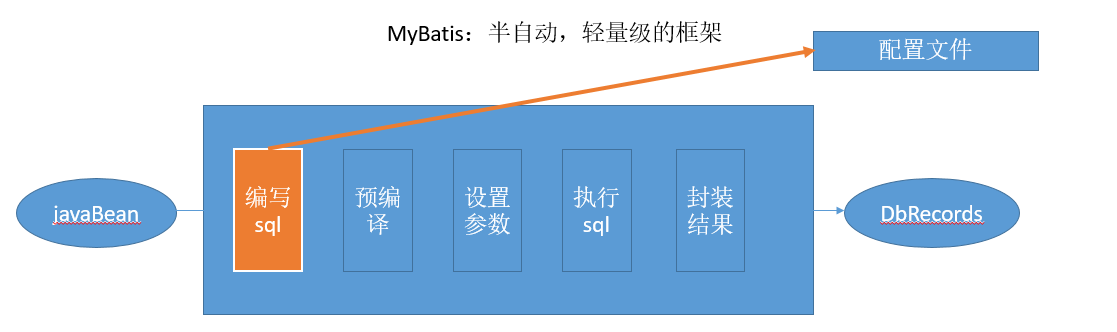 MyBatis：半自动，轻量级的框架
配置文件
javaBean
编写
sql
预编
译
设置
参数
执行
sql
封装
结果
DbRecords